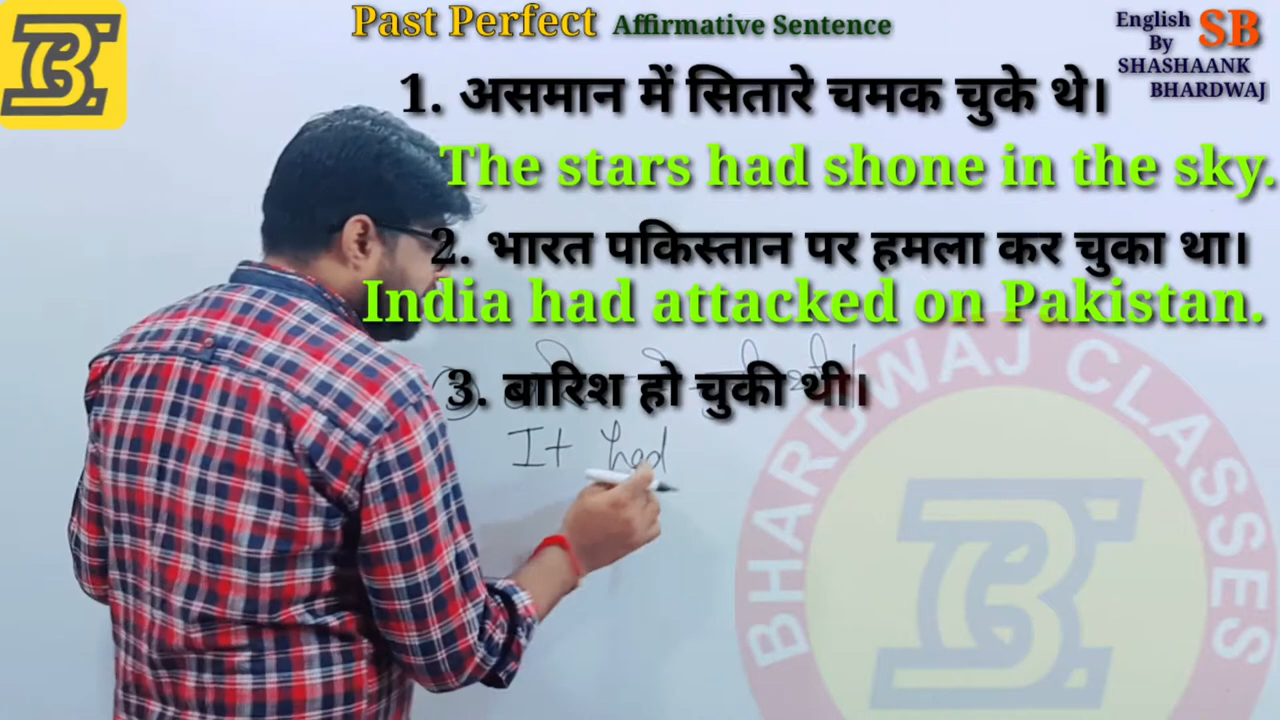 Past Perfect Affirmative Sentence
English SB
By
SHASHAANK
BHARDWAJ
1. असमान में सितारे चमक चुके थे।
The stars had shone in the sky.
2. भारत पकिस्तान पर हमला कर चुका था।
India had attacked on Pakistan.
3. बारिश हो चुकी थी।
It had
BHARDWAJ CLASSES